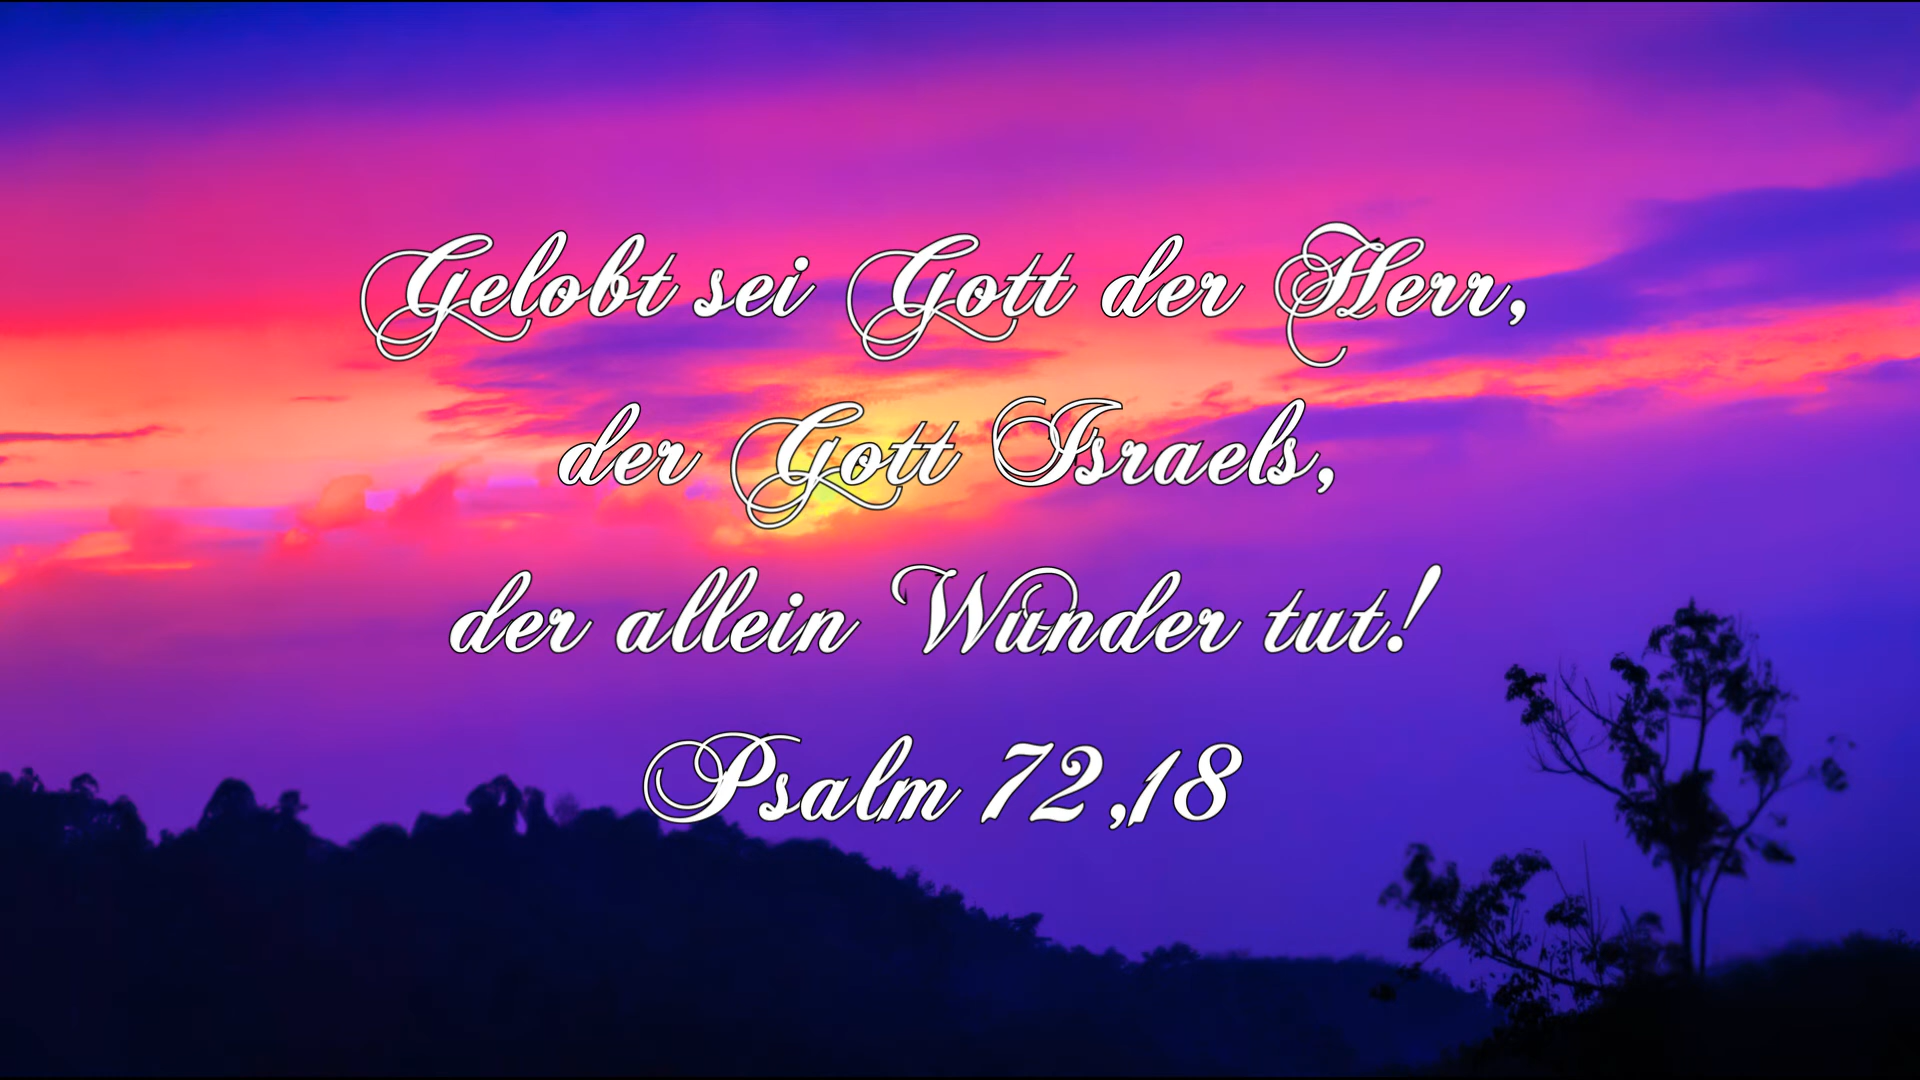 Gelobt sei Gott der Herr,
der Gott Israels,
der allein Wunder tut!
Psalm 72,18